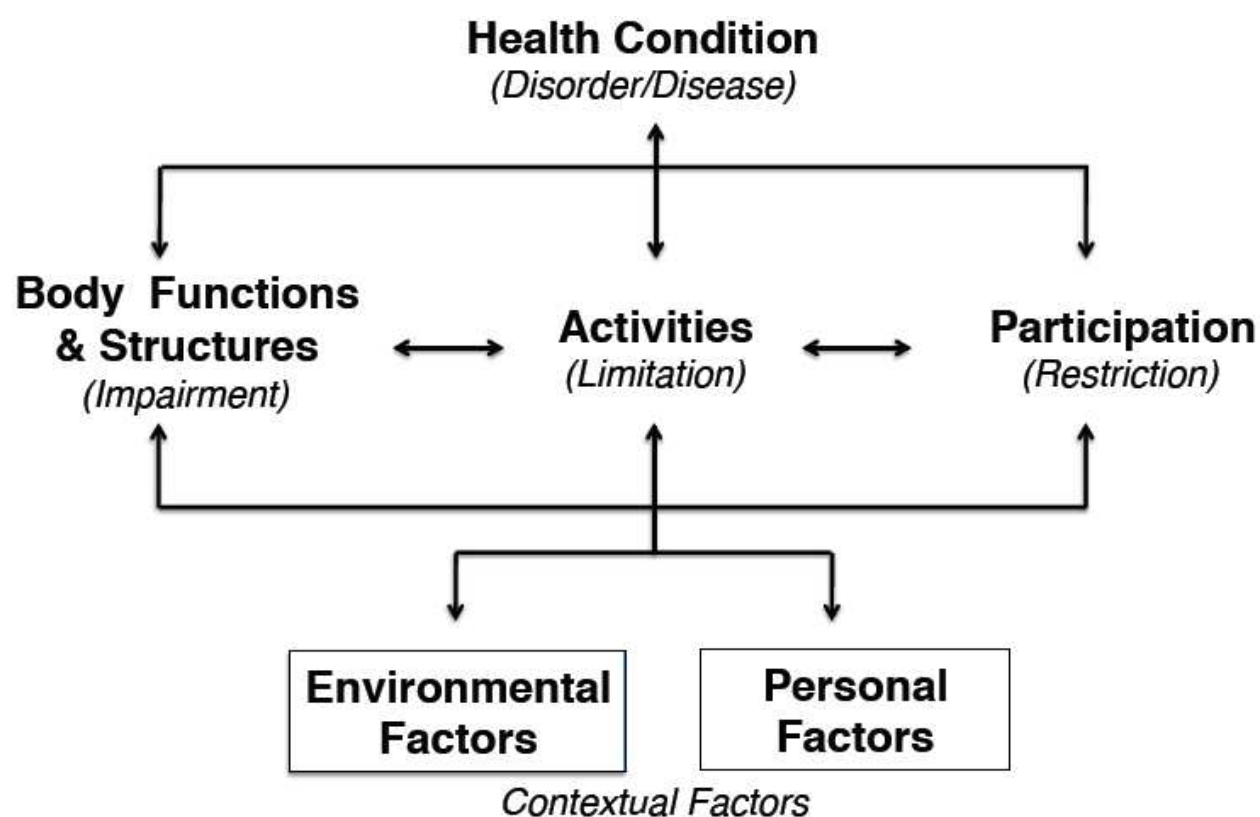 Health Condition
(Disorder/Disease)
Body Functions
& Structures
(Impairment)
Activities
(Limitation)
Participation
(Restriction)
Environmental
Factors
Personal
Factors
Contextual Factors